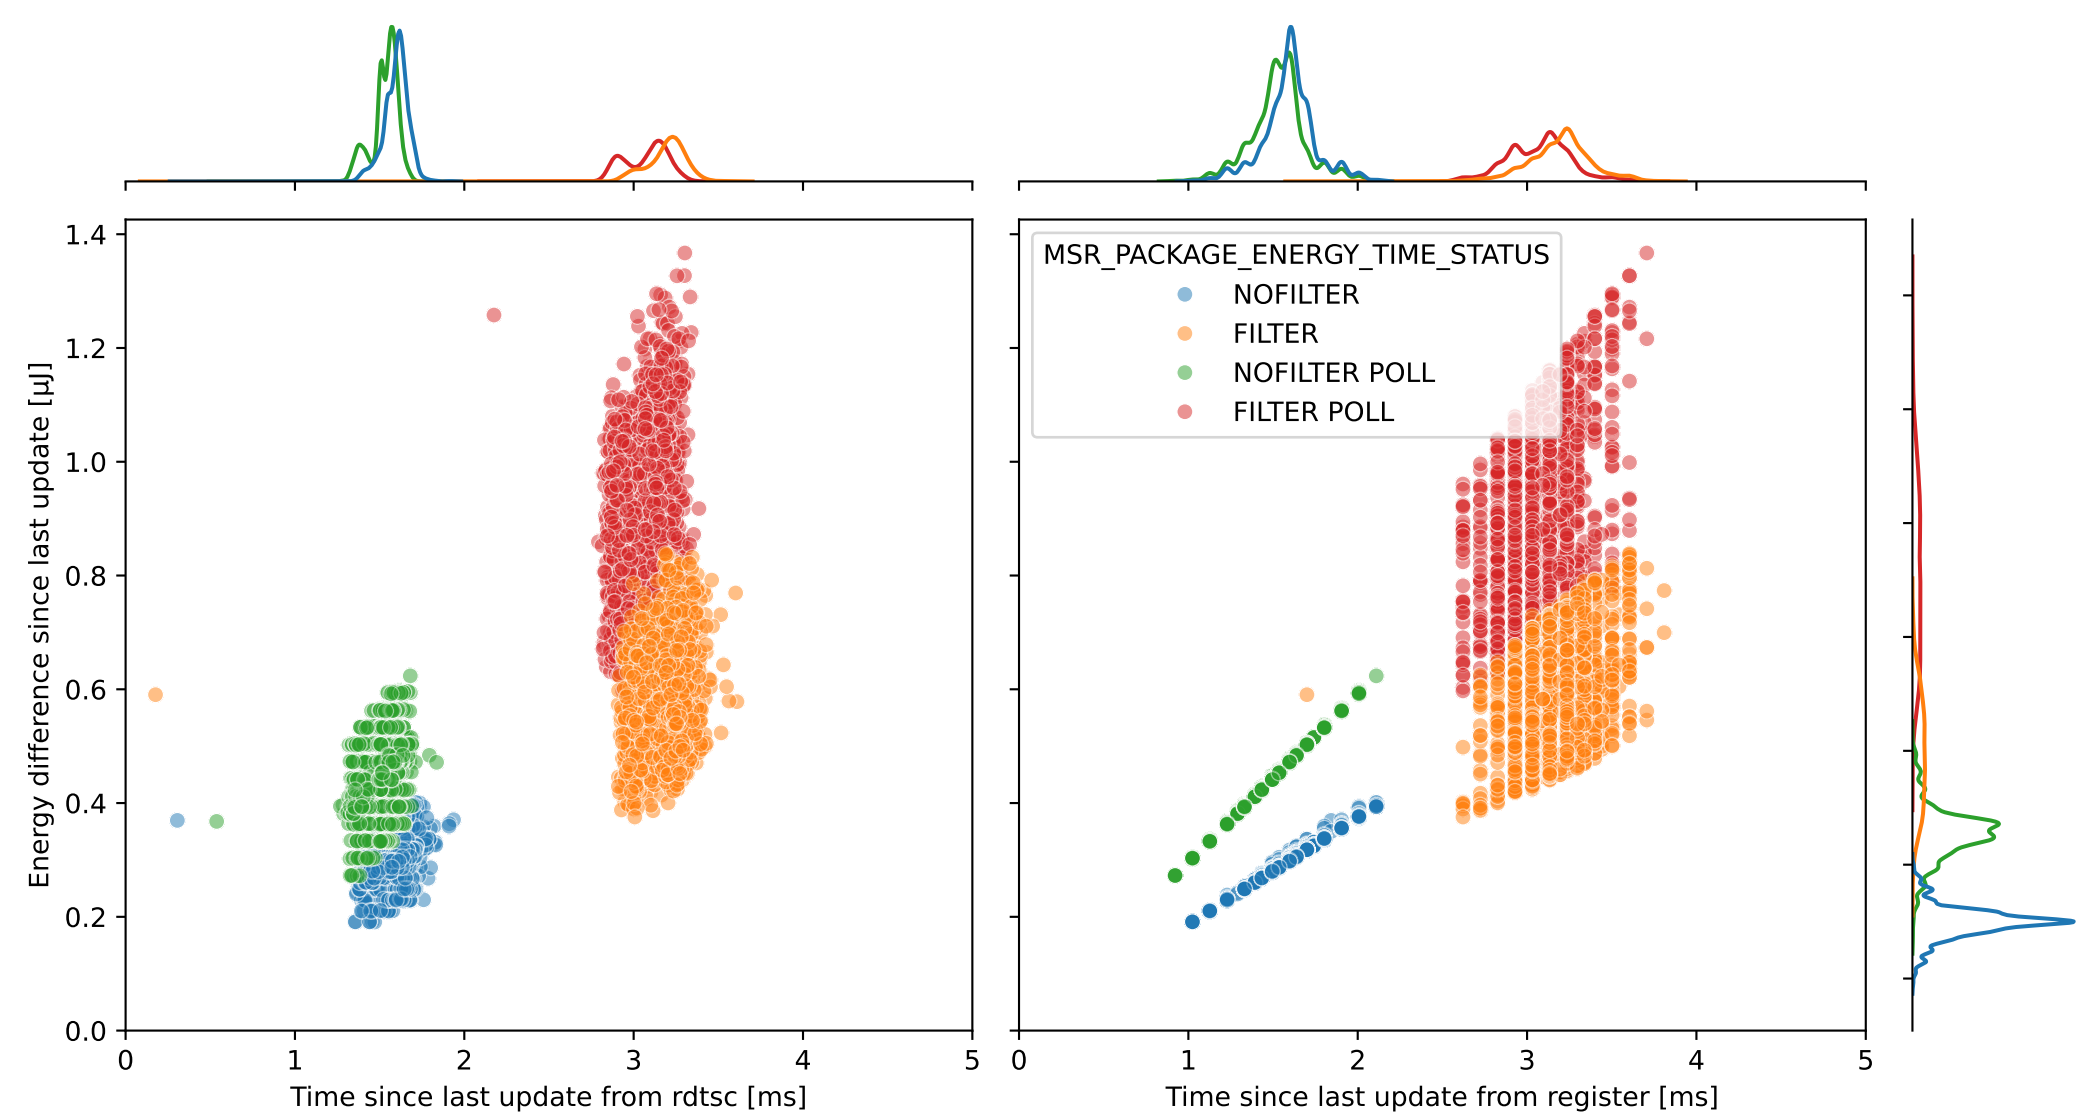 1.4
1.2
1.0
0.8
0.6
0.4
0.2
0.0
Energy difference since last update [µJ]
0 1 2 3 4 5
Time since last update from rdtsc [ms]
MSR_PACKAGE_ENERGY_TIME_STATUS
NOFILTER
FILTER
NOFILTER POLL
FILTER POLL
0 1 2 3 4 5
Time since last update from register [ms]